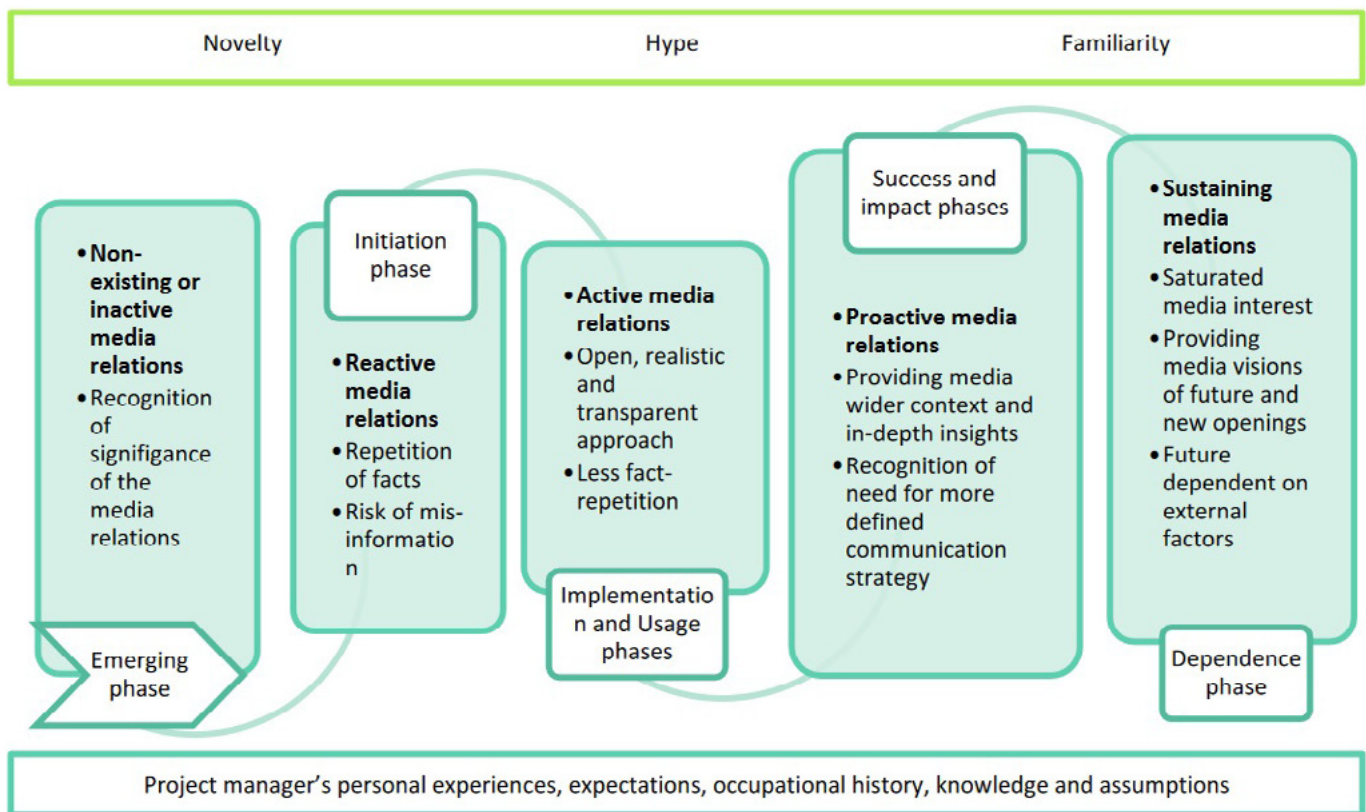 Novelty
Hype
Familiarity
•Non-
existing or
inactive
media
relations
•Recognition
of
signifigance
of the
media
relations
Emerging
phase
Initiation
phase
•Reactive
media
relations
•Repetition
of facts
•Risk of mis-
informatio
n
•Active media
relations
•Open, realistic
and
transparent
approach
•Less fact-
repetition
Implementatio
n and Usage
phases
Success and
impact phases
•Proactive media
relations
•Providing media
wider context and
in-depth insights
•Recognition of
need for more
defined
communication
strategy
•Sustaining
media
relations
•Saturated
media interest
•Providing
media visions
of future and
new openings
•Future
dependent on
external
factors
Dependence
phase
Project manager’s personal experiences, expectations, occupational history, knowledge and assumptions